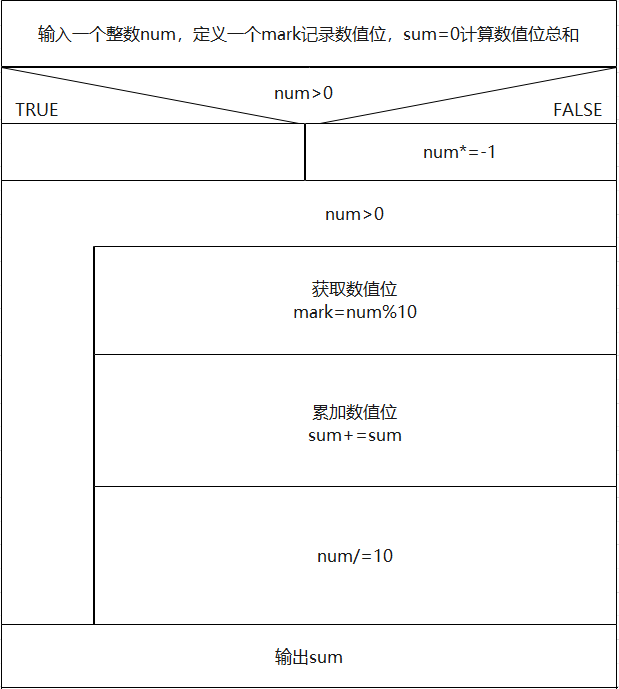 输入一个整数num，定义一个mark记录数值位，sum=0计算数值位总和
num>0
TRUE
FALSE
num*=-1
num>0
获取数值位
mark=num%10
累加数值位
sum+=sum
num/=10
输出sum